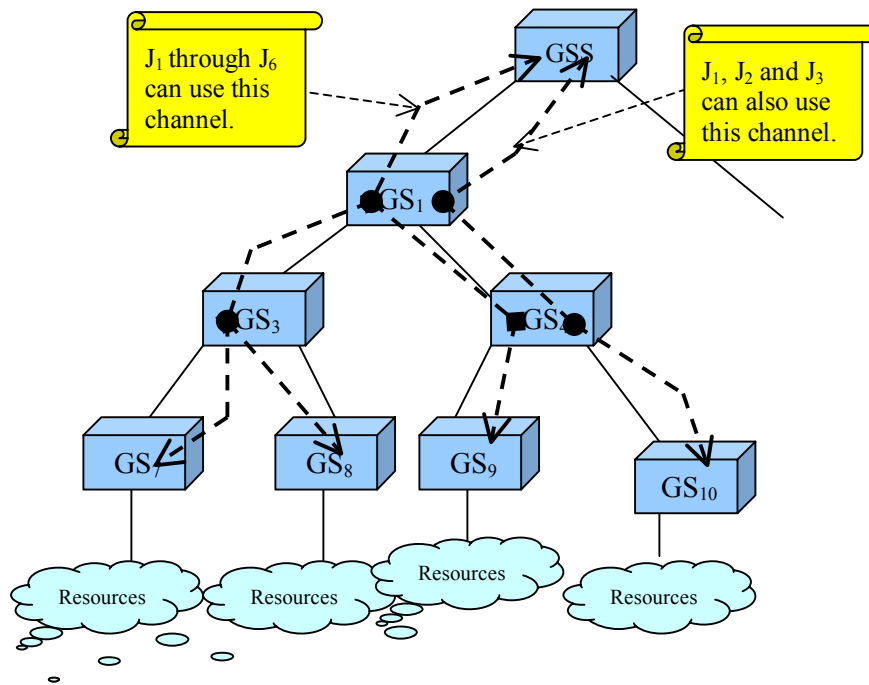 J₁ through J₆
can use this
channel.
GSS
J₁, J₂ and J₃
can also use
this channel.
GS₁
GS₃
GS₇
GS₈
GS₉
GS₁₀
Resources
Resources
Resources
Resources